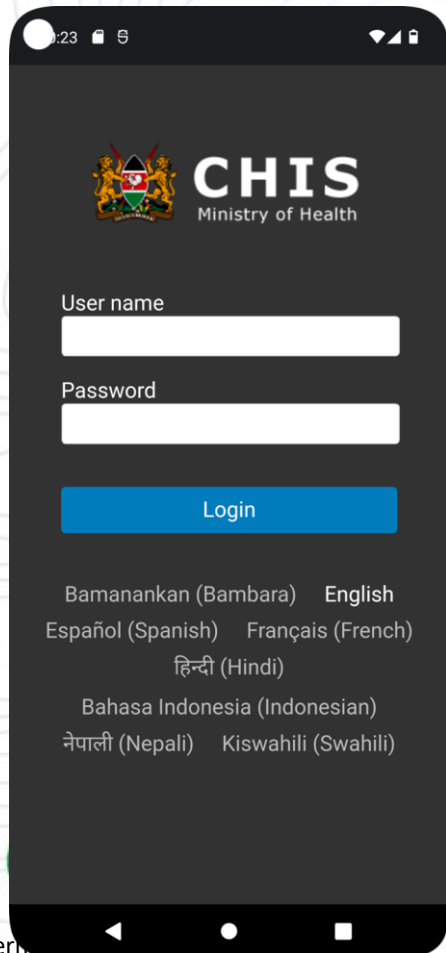 :23
CHIS
Ministry of Health
User name
Password
Login
Bamanankan (Bambara) English
Español (Spanish) Français (French)
हिन्दी (Hindi)
Bahasa Indonesia (Indonesian)
नेपाली (Nepali) Kiswahili (Swahili)